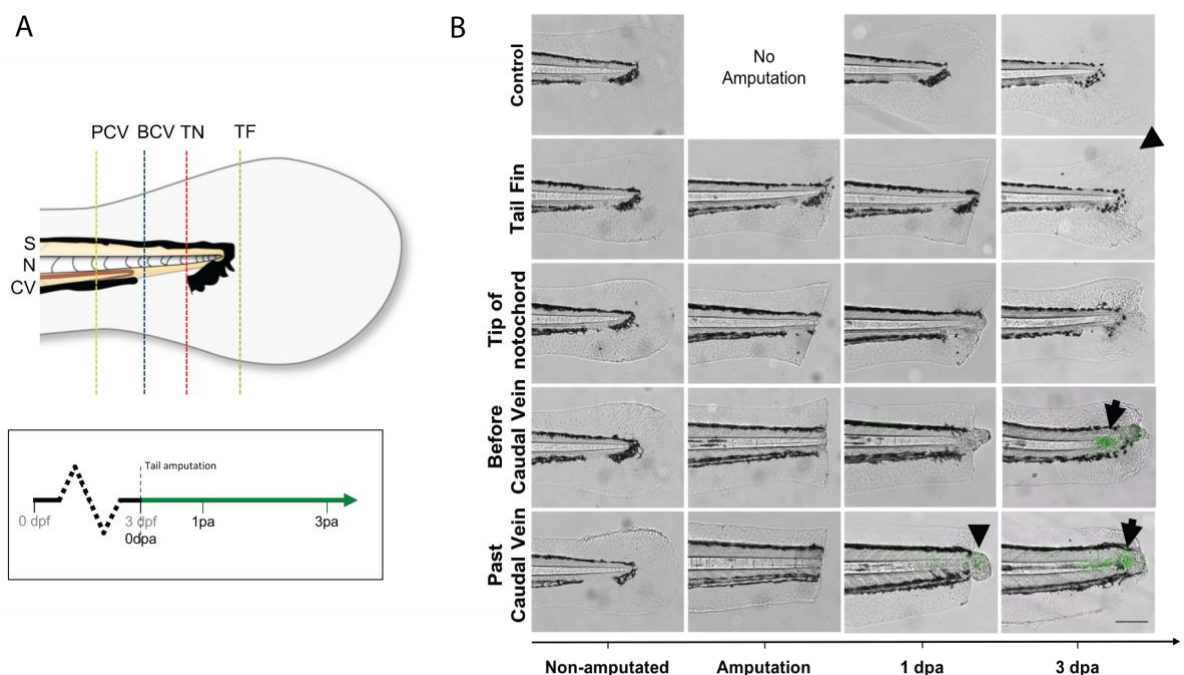 A
PCV BCV TN TF
S
N
CV
Tail amputation
0 dpf
3 dpf
0dpa
1pa
3pa
B
Control
No
Amputation
Tail Fin
Tip of
notochord
Before
Caudal Vein
Past
Caudal Vein
Non-amputated
Amputation
1 dpa
3 dpa